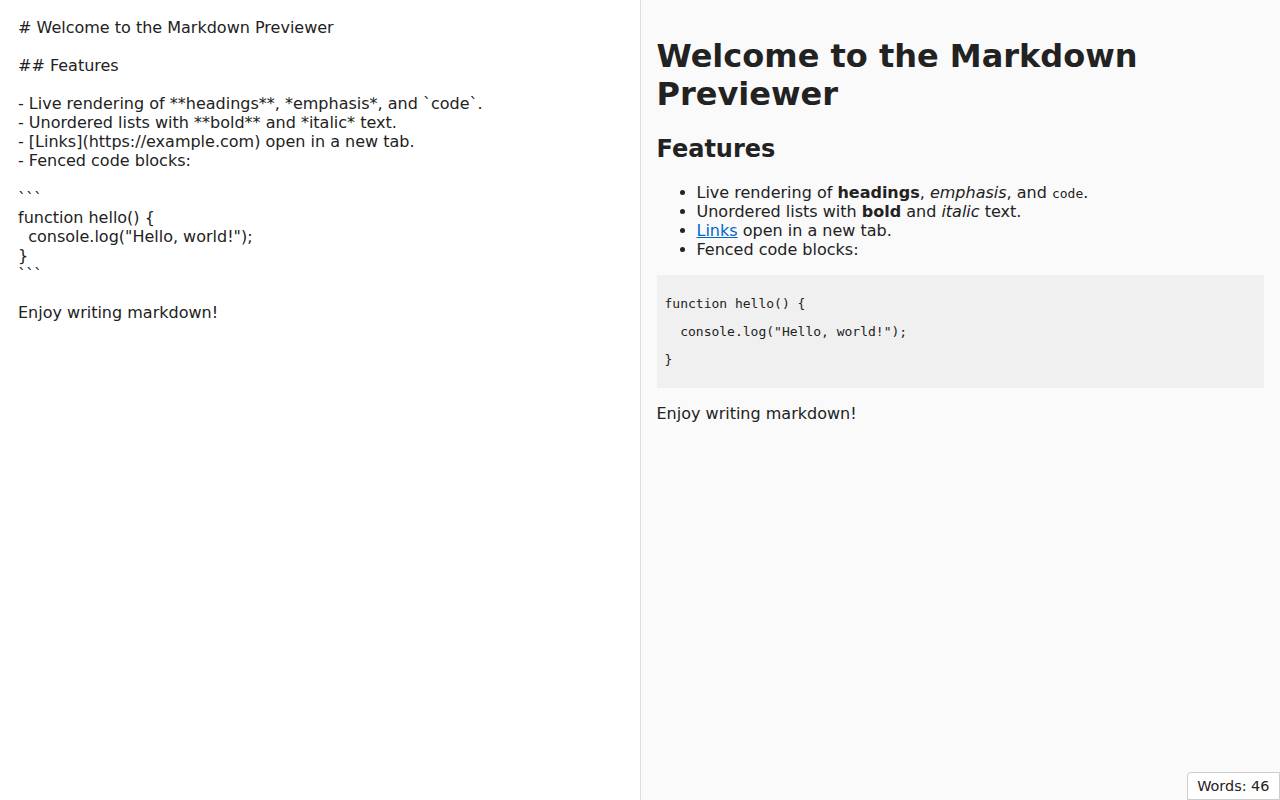 # Welcome to the Markdown Previewer
## Features
- Live rendering of **headings**, *emphasis*, and `code`.
- Unordered lists with **bold** and *italic* text.
- [Links](https://example.com) open in a new tab.
- Fenced code blocks:
```
function hello() {
  console.log("Hello, world!");
}
```
Enjoy writing markdown!
Welcome to the Markdown
Previewer
Features
• Live rendering of headings, emphasis, and code.
• Unordered lists with bold and italic text.
• Links open in a new tab.
• Fenced code blocks:
function hello() {
  console.log("Hello, world!");
}
Enjoy writing markdown!
Words: 46